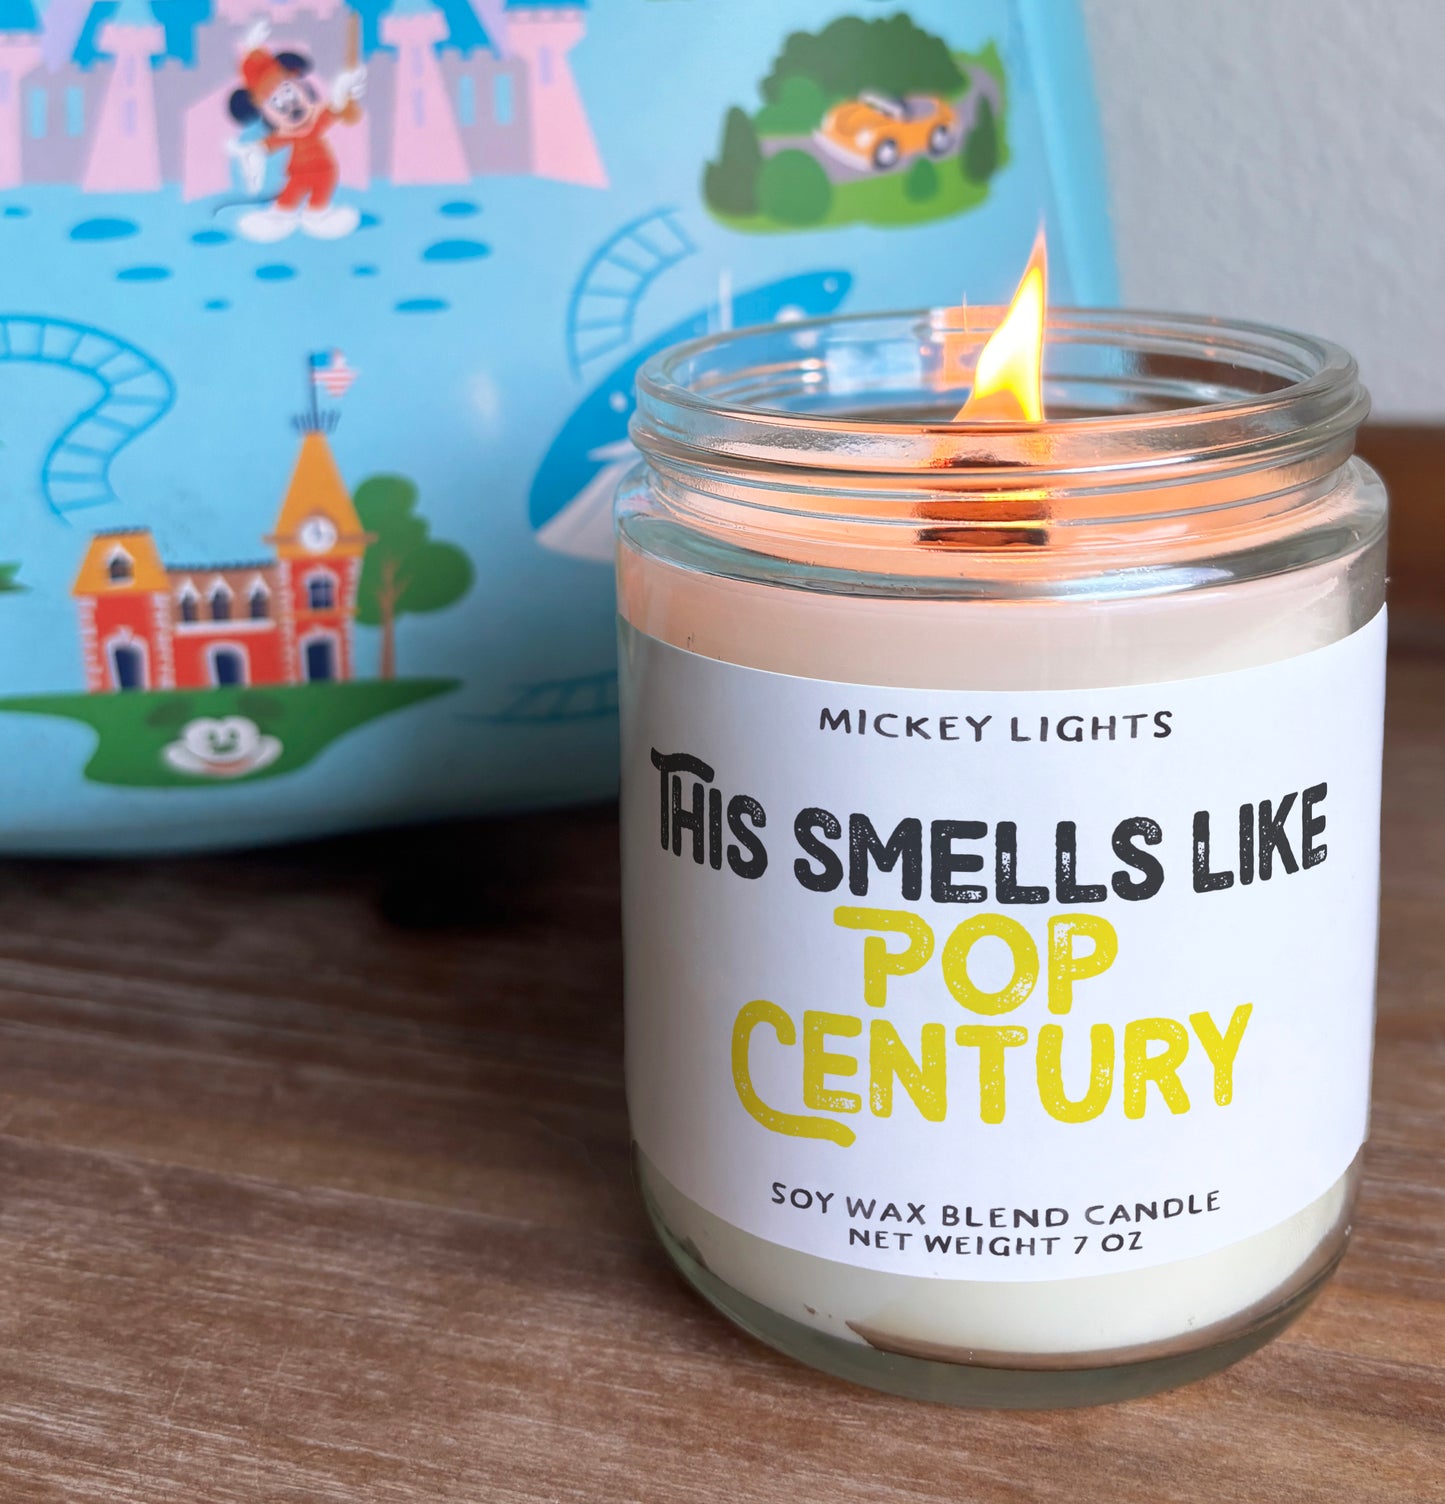 MICKEY LIGHTS
THIS SMELLS LIKE
POP
CENTURY
SOY WAX BLEND CANDLE
NET WEIGHT 7 OZ